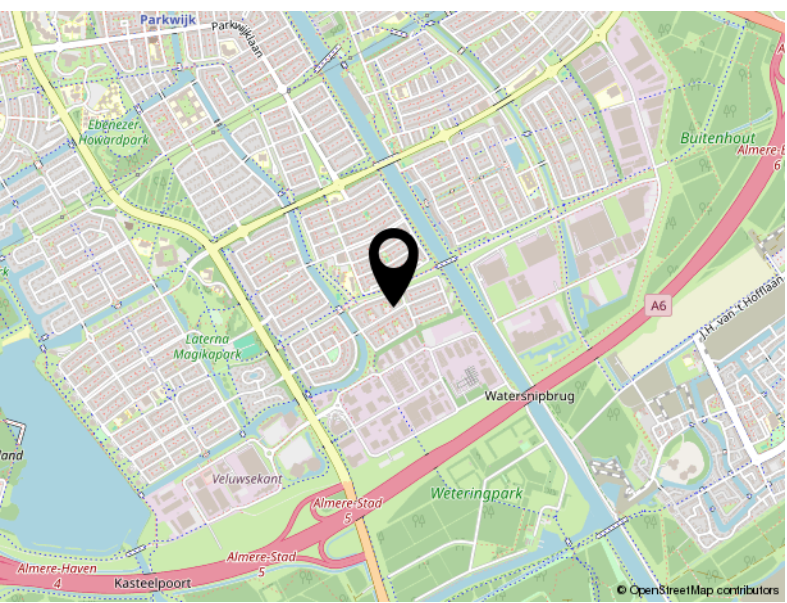 Parkwijk
Parkwijklaan
Ebenezer
Howardpark
Buitenhout
Almere-B
6
A6
J.H. van 't Hofflaan
Laterna
Magikapark
Watersnipbrug
land
Veluwsekant
Weteringpark
Almere-Stad
5
Almere-Stad
5
Almere-Haven
4
Kasteelpoort
© OpenStreetMap contributors